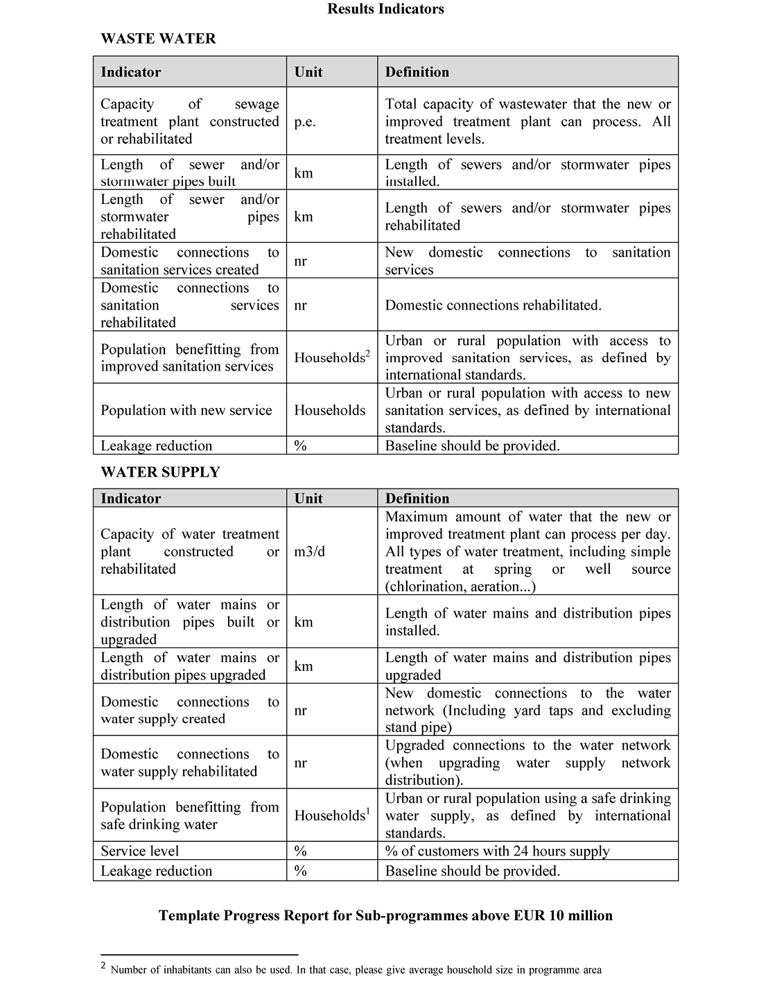 Results Indicators
WASTE WATER
Indicator Unit Definition
Capacity of sewage
treatment plant constructed
or rehabilitated
p.e.
Total capacity of wastewater that the new or
improved treatment plant can process. All
treatment levels.
Length of sewer and/or
stormwater pipes built
km
Length of sewers and/or stormwater pipes
installed.
Length of sewer and/or
stormwater pipes
rehabilitated
km
Length of sewers and/or stormwater pipes
rehabilitated
Domestic connections to
sanitation services created
nr
New domestic connections to sanitation
services
Domestic connections to
sanitation services
rehabilitated
nr
Domestic connections rehabilitated.
Population benefitting from
improved sanitation services
Households2
Urban or rural population with access to
improved sanitation services, as defined by
international standards.
Population with new service
Households
Urban or rural population with access to new
sanitation services, as defined by international
standards.
Leakage reduction % Baseline should be provided.
WATER SUPPLY
Indicator Unit Definition
Capacity of water treatment
plant constructed or
rehabilitated
m3/d
Maximum amount of water that the new or
improved treatment plant can process per day.
All types of water treatment, including simple
treatment at spring or well source
(chlorination, aeration...)
Length of water mains or
distribution pipes built or
upgraded
km
Length of water mains and distribution pipes
installed.
Length of water mains or
distribution pipes upgraded
km
Length of water mains and distribution pipes
upgraded
Domestic connections to
water supply created
nr
New domestic connections to the water
network (Including yard taps and excluding
stand pipe)
Domestic connections to
water supply rehabilitated
nr
Upgraded connections to the water network
(when upgrading water supply network
distribution).
Population benefitting from
safe drinking water
Households1
Urban or rural population using a safe drinking
water supply, as defined by international
standards.
Service level % % of customers with 24 hours supply
Leakage reduction % Baseline should be provided.
Template Progress Report for Sub-programmes above EUR 10 million
2 Number of inhabitants can also be used. In that case, please give average household size in programme area